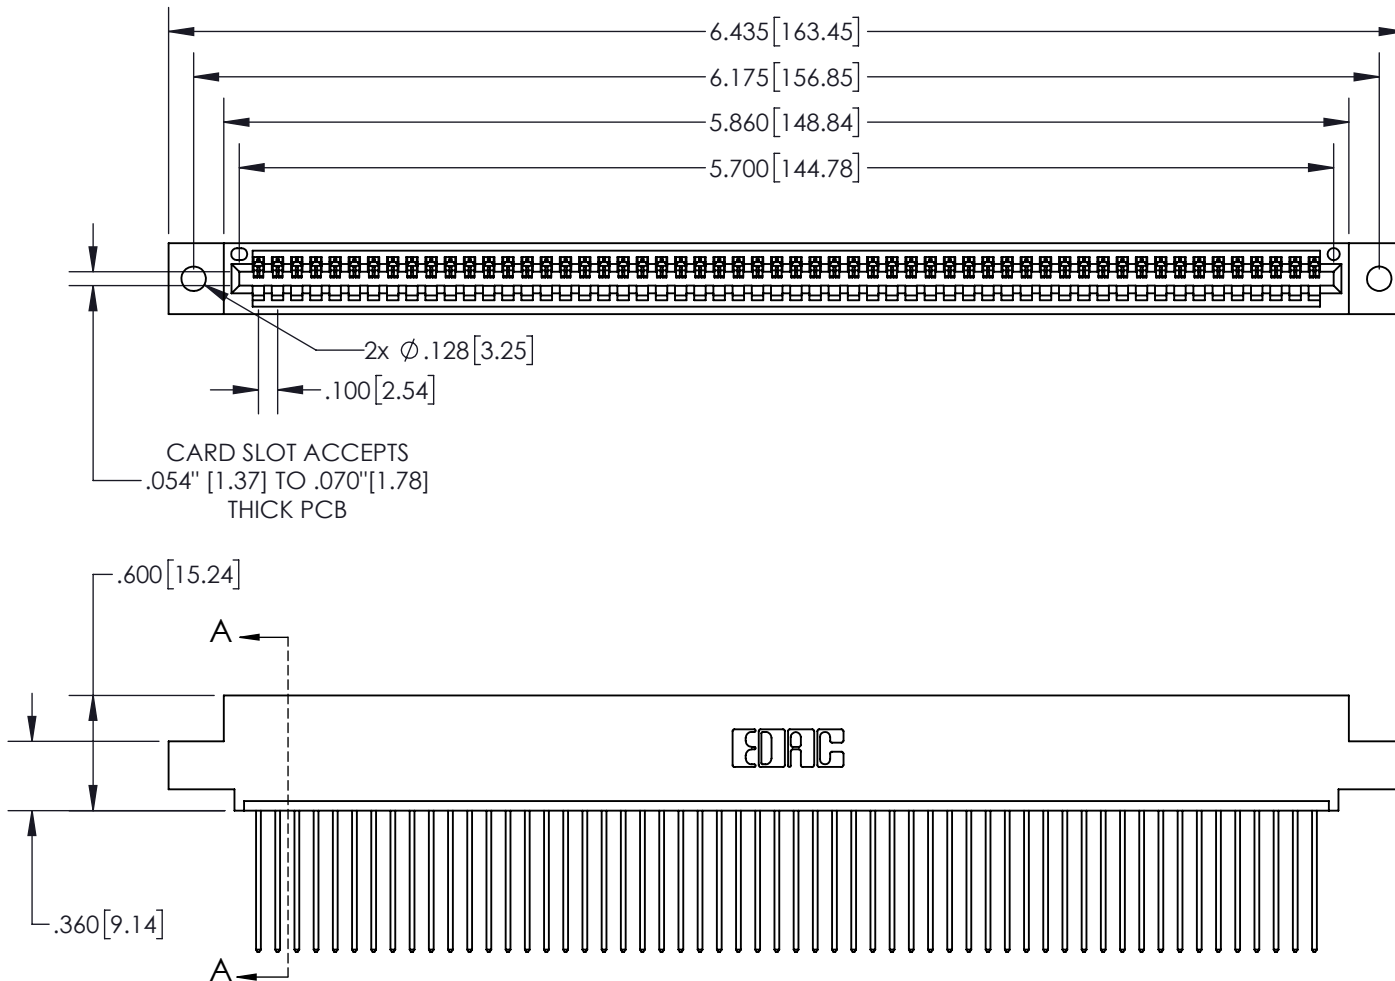 6.435[163.45]
6.175[156.85]
5.860[148.84]
5.700[144.78]
2x ∅.128[3.25]
.100[2.54]
CARD SLOT ACCEPTS
.054" [1.37] TO .070"[1.78]
THICK PCB
.600[15.24]
A
EDAC
.360[9.14]
A